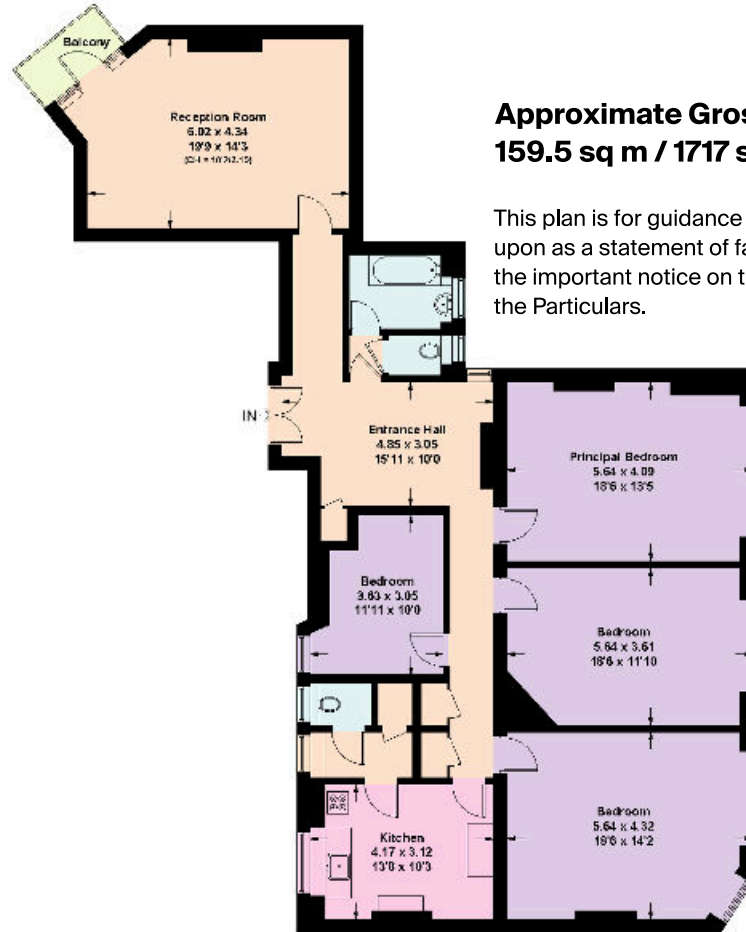 Balcony
Reception Room
6.02 x 4.34
19'9 x 14'3
Approximate Gros
159.5 sq m / 1717 s
This plan is for guidance
upon as a statement of fa
the important notice on t
the Particulars.
IN
Entrance Hall
4.85 x 3.05
15'11 x 10'0
Principal Bedroom
5.64 x 4.09
18'6 x 13'5
Bedroom
3.63 x 3.05
11'11 x 10'0
Bedroom
5.64 x 3.61
18'6 x 11'10
Bedroom
5.64 x 4.32
18'6 x 14'2
Kitchen
4.17 x 3.12
13'8 x 10'3